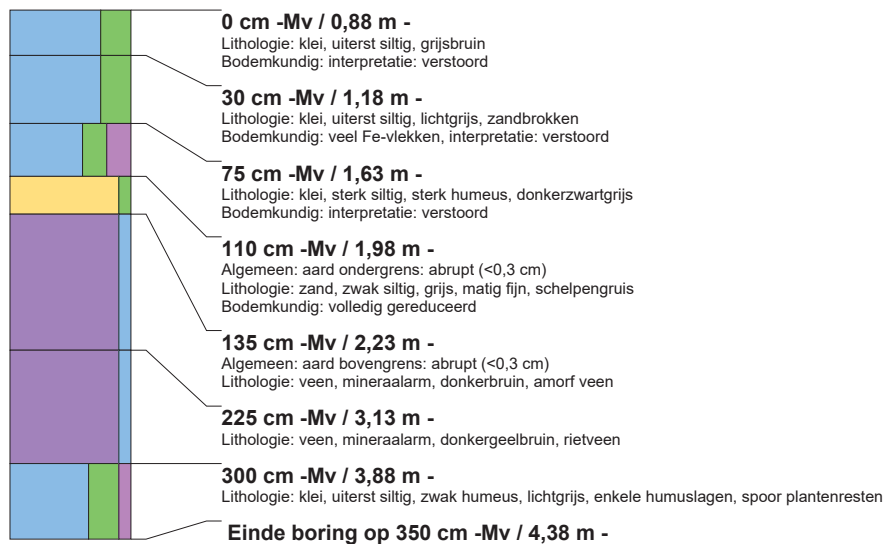 0 cm -Mv / 0,88 m -
Lithologie: klei, uiterst siltig, grijsbruin
Bodemkundig: interpretatie: verstoord
30 cm -Mv / 1,18 m -
Lithologie: klei, uiterst siltig, lichtgrijs, zandbrokken
Bodemkundig: veel Fe-vlekken, interpretatie: verstoord
75 cm -Mv / 1,63 m -
Lithologie: klei, sterk siltig, sterk humeus, donkerzwartgrijs
Bodemkundig: interpretatie: verstoord
110 cm -Mv / 1,98 m -
Algemeen: aard ondergrens: abrupt (<0,3 cm)
Lithologie: zand, zwak siltig, grijs, matig fijn, schelpengruis
Bodemkundig: volledig gereduceerd
135 cm -Mv / 2,23 m -
Algemeen: aard bovengrens: abrupt (<0,3 cm)
Lithologie: veen, mineraalarm, donkerbruin, amorf veen
225 cm -Mv / 3,13 m -
Lithologie: veen, mineraalarm, donkergeelbruin, rietveen
300 cm -Mv / 3,88 m -
Lithologie: klei, uiterst siltig, zwak humeus, lichtgrijs, enkele humuslagen, spoor plantenresten
Einde boring op 350 cm -Mv / 4,38 m -